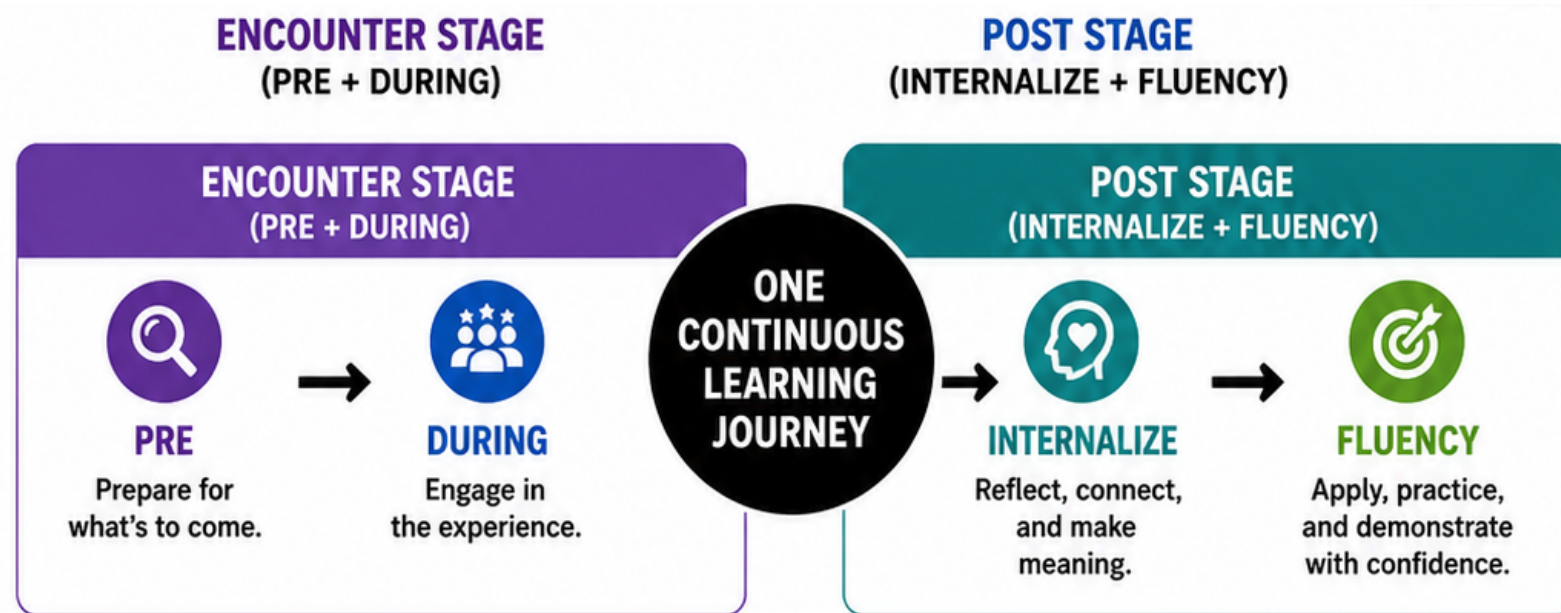 ENCOUNTER STAGE
(PRE + DURING)
POST STAGE
(INTERNALIZE + FLUENCY)
ENCOUNTER STAGE
(PRE + DURING)
POST STAGE
(INTERNALIZE + FLUENCY)
ONE
CONTINUOUS
LEARNING
JOURNEY
PRE
Prepare for
what's to come.
DURING
Engage in
the experience.
INTERNALIZE
Reflect, connect,
and make
meaning.
FLUENCY
Apply, practice,
and demonstrate
with confidence.